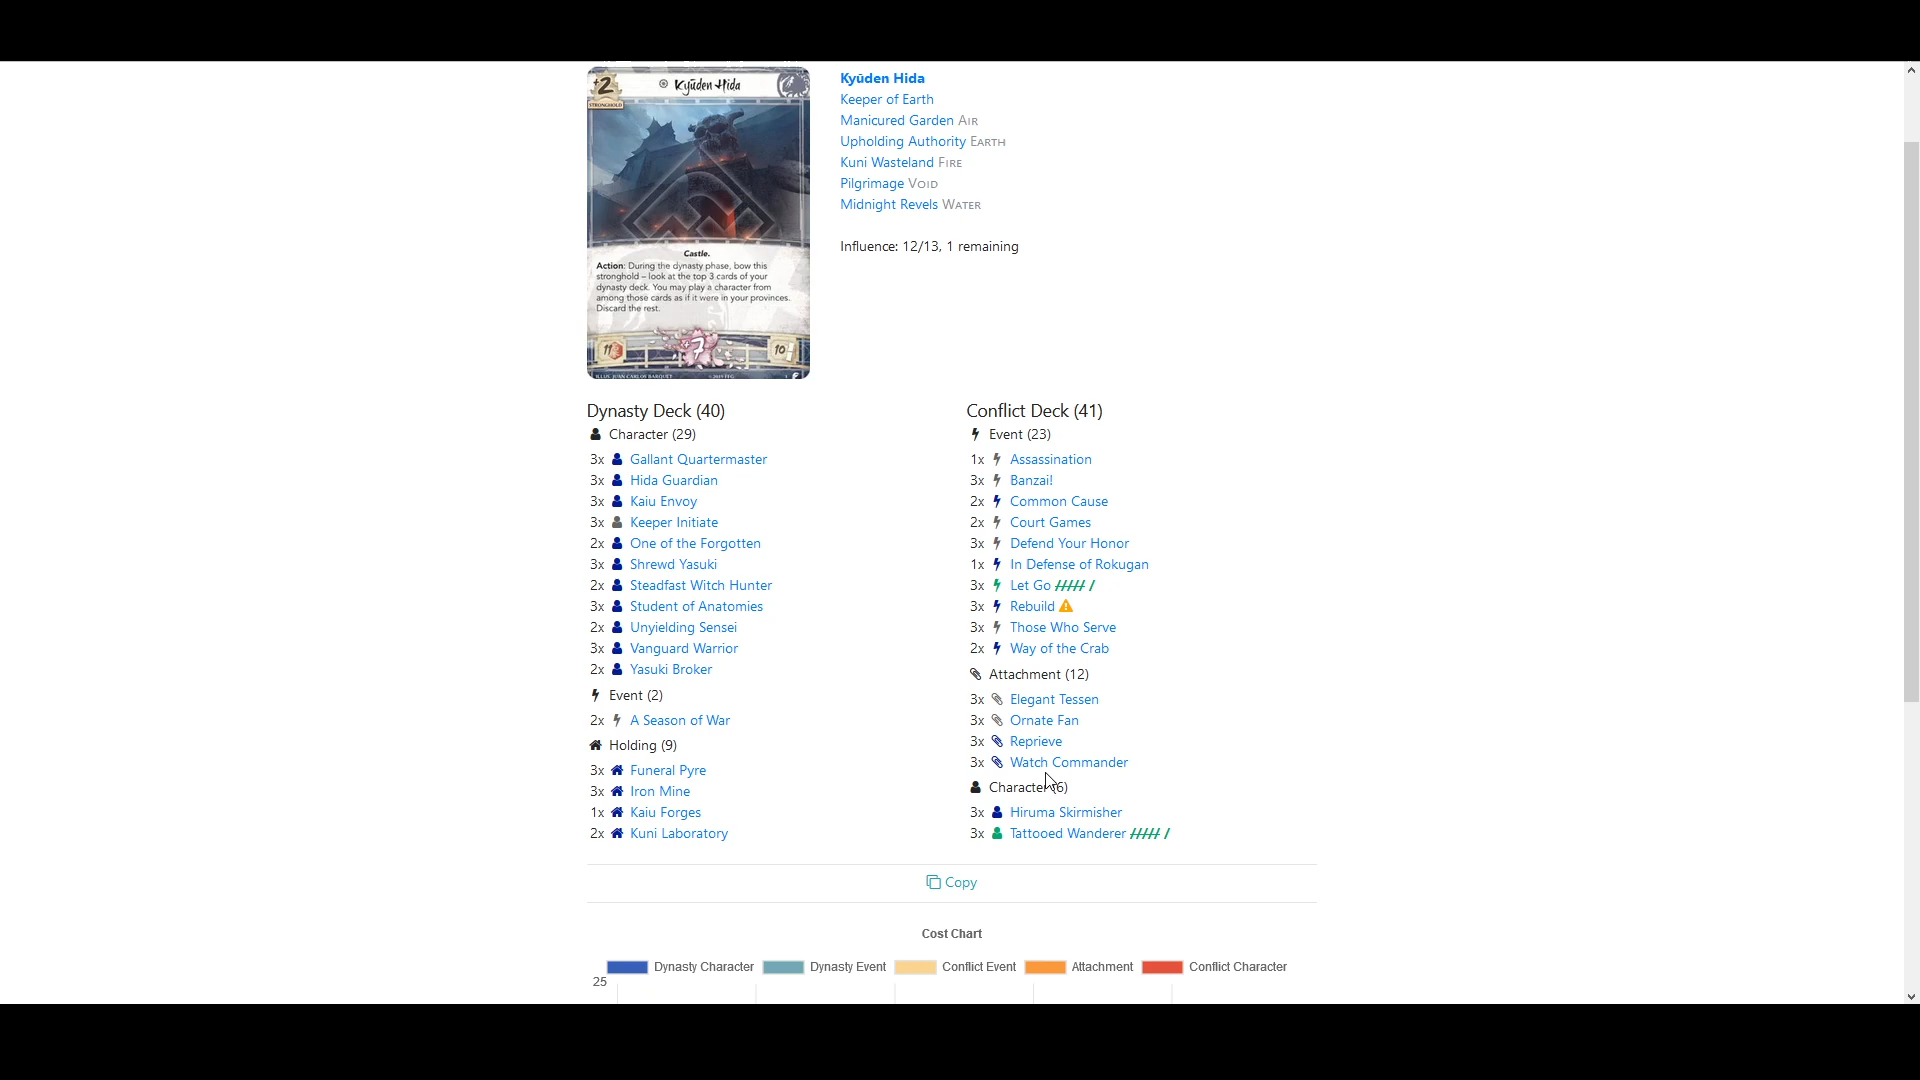 +2
STRONGHOLD
Kyūden Hida
Castle.
Action: During the dynasty phase, bow this
stronghold – look at the top 3 cards of your
dynasty deck. You may play a character from
among those cards as if it were in your provinces.
Discard the rest.
11
+7
10
ILLUS. JUAN CARLOS BARQUET
Kyūden Hida
Keeper of Earth
Manicured Garden AIR
Upholding Authority EARTH
Kuni Wasteland FIRE
Pilgrimage VOID
Midnight Revels WATER
Influence: 12/13, 1 remaining
Dynasty Deck (40)
Character (29)
3x Gallant Quartermaster
3x Hida Guardian
3x Kaiu Envoy
3x Keeper Initiate
2x One of the Forgotten
3x Shrewd Yasuki
2x Steadfast Witch Hunter
3x Student of Anatomies
2x Unyielding Sensei
3x Vanguard Warrior
2x Yasuki Broker
Event (2)
2x A Season of War
Holding (9)
3x Funeral Pyre
3x Iron Mine
1x Kaiu Forges
2x Kuni Laboratory
Conflict Deck (41)
Event (23)
1x Assassination
3x Banzai!
2x Common Cause
2x Court Games
3x Defend Your Honor
1x In Defense of Rokugan
3x Let Go
3x Rebuild
3x Those Who Serve
2x Way of the Crab
Attachment (12)
3x Elegant Tessen
3x Ornate Fan
3x Reprieve
3x Watch Commander
Character (6)
3x Hiruma Skirmisher
3x Tattooed Wanderer
Copy
Cost Chart
Dynasty Character
Dynasty Event
Conflict Event
Attachment
Conflict Character
25